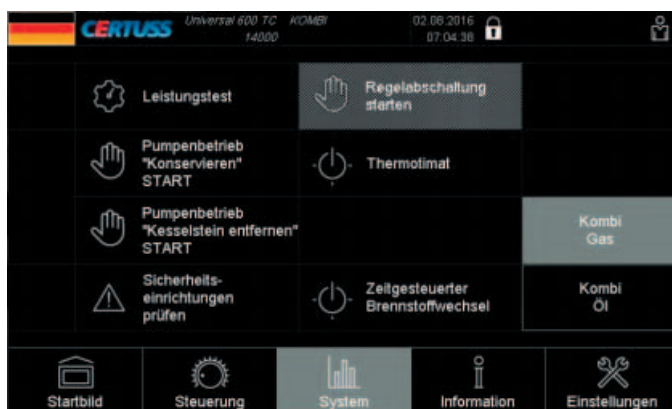 CERTUSS
Universal 600 TC KOMBI
14000
02.08.2016
07:04:38
Leistungstest
Regelabschaltung
starten
Pumpenbetrieb
"Konservieren"
START
Thermotimat
Pumpenbetrieb
"Kesselstein entfernen"
START
Kombi
Gas
Sicherheits-
einrichtungen
prüfen
Zeitgesteuerter
Brennstoffwechsel
Kombi
Öl
Startbild
Steuerung
System
Information
Einstellungen